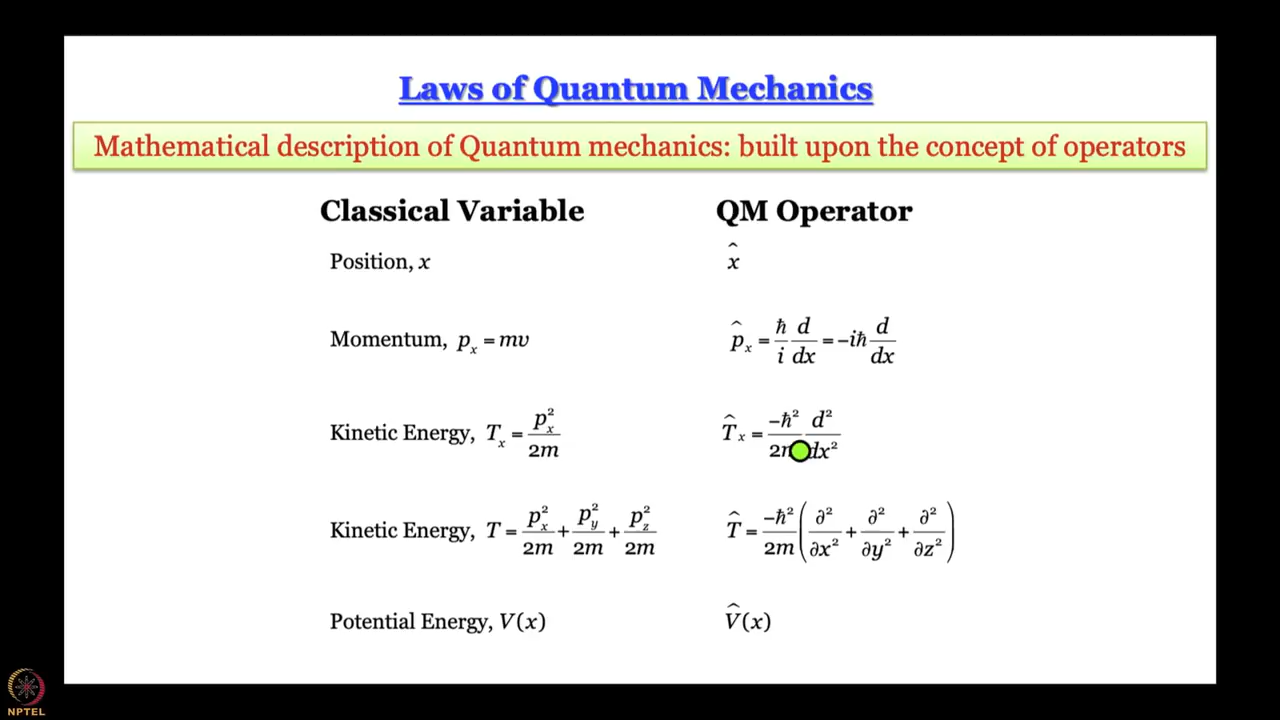 Laws of Quantum Mechanics
Mathematical description of Quantum mechanics: built upon the concept of operators
Classical Variable QM Operator
Position, x x̂
Momentum, pₓ = mv p̂ₓ = ħ/i d/dx = −iħ d/dx
Kinetic Energy, Tₓ = pₓ²/2m T̂ₓ = −ħ²/2m d²/dx²
Kinetic Energy, T = pₓ²/2m + p_y²/2m + p_z²/2m T̂ = −ħ²/2m (∂²/∂x² + ∂²/∂y² + ∂²/∂z²)
Potential Energy, V(x) V̂(x)
NPTEL